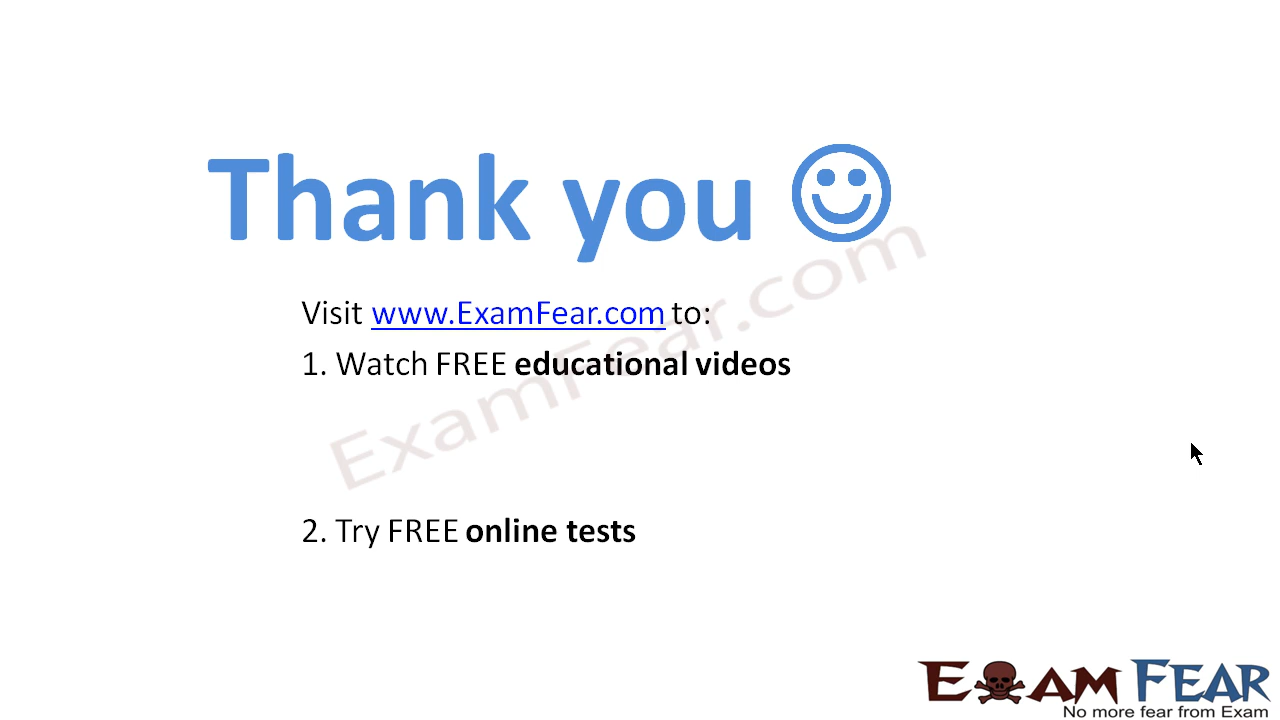 Thank you ☺
Visit www.ExamFear.com to:
1. Watch FREE educational videos
2. Try FREE online tests
ExamFear.com
EXAM FEAR
No more fear from Exam